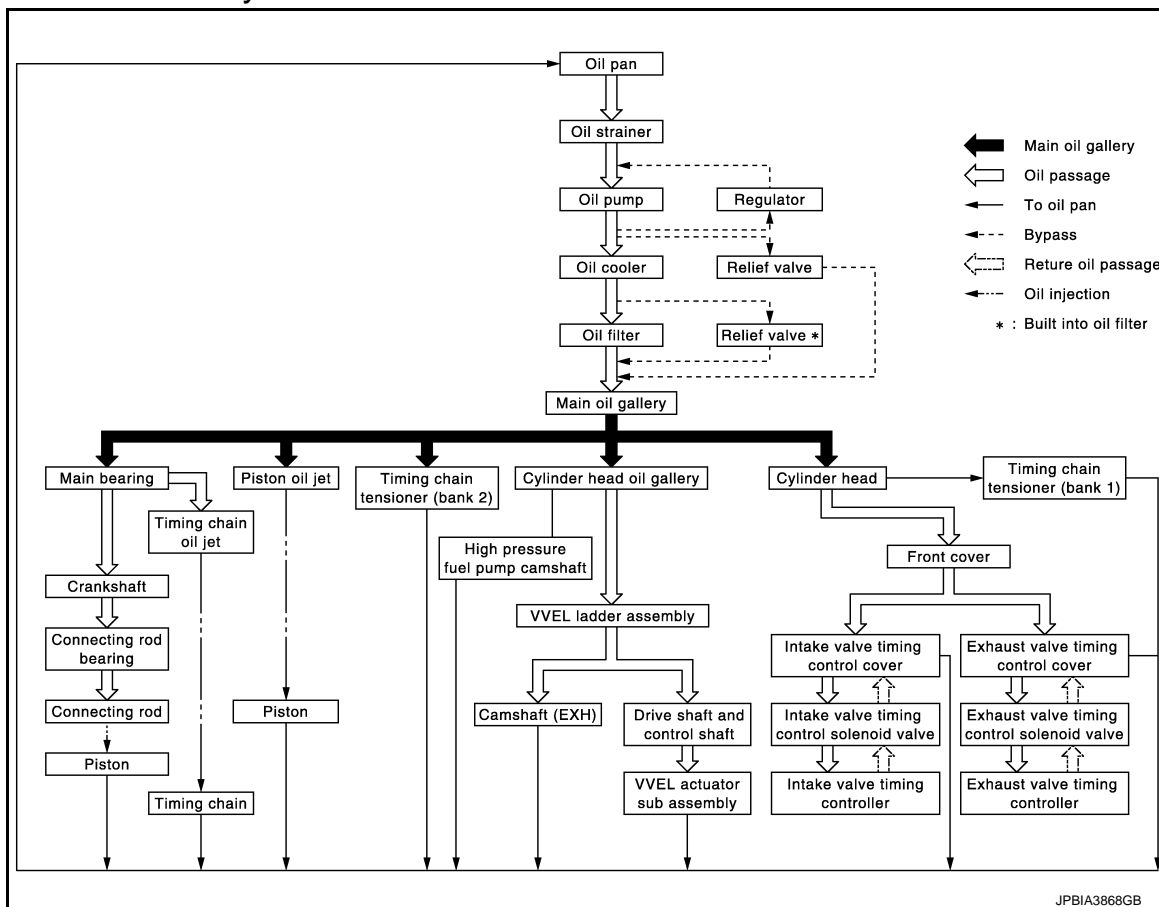 Oil pan
Oil strainer
Oil pump
Regulator
Oil cooler
Relief valve
Oil filter
Relief valve *
Main oil gallery
Main oil gallery
Oil passage
To oil pan
Bypass
Reture oil passage
Oil injection
* : Built into oil filter
Main bearing
Piston oil jet
Timing chain
tensioner (bank 2)
Cylinder head oil gallery
Cylinder head
Timing chain
tensioner (bank 1)
Timing chain
oil jet
High pressure
fuel pump camshaft
Front cover
Crankshaft
VVEL ladder assembly
Connecting rod
bearing
Intake valve timing
control cover
Exhaust valve timing
control cover
Connecting rod
Piston
Camshaft (EXH)
Drive shaft and
control shaft
Intake valve timing
control solenoid valve
Exhaust valve timing
control solenoid valve
Piston
Timing chain
VVEL actuator
sub assembly
Intake valve timing
controller
Exhaust valve timing
controller
JPBIA3868GB